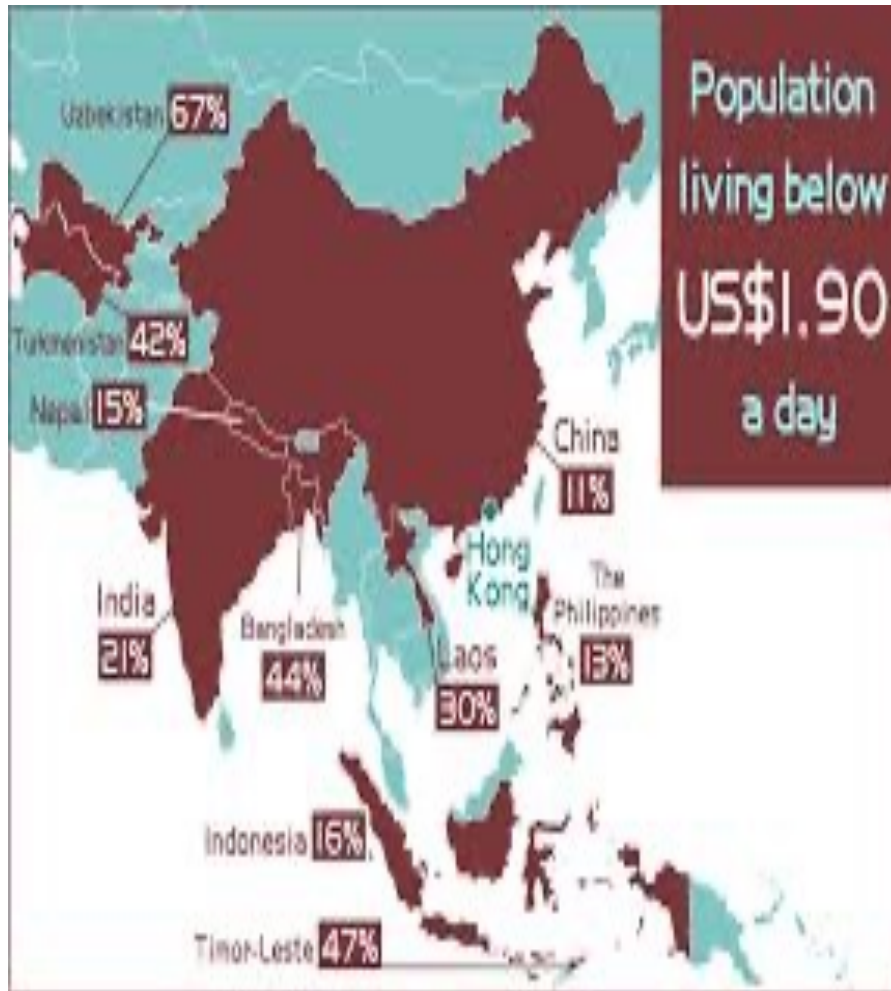 Population
living below
US$1.90
a day
Uzbekistan 67%
Turkmenistan 42%
Nepal 15%
China
11%
Hong
Kong
The
Philippines
13%
India
21%
Bangladesh
44%
Laos
30%
Indonesia 16%
Timor-Leste 47%